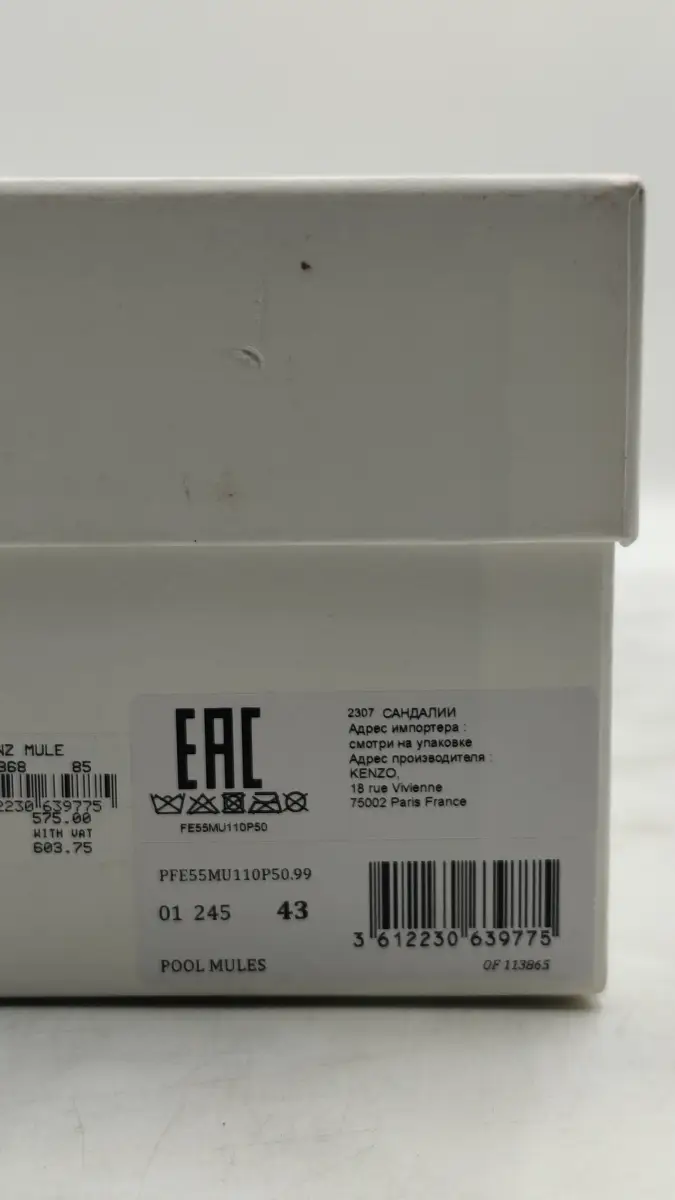 NZ MULE
368 85
2230 639775
575.00
WITH VAT
603.75
EAC
FE55MU110P50
2307 САНДАЛИИ
Адрес импортера :
смотри на упаковке
Адрес производителя :
KENZO,
18 rue Vivienne
75002 Paris France
PFE55MU110P50.99
01 245 43
3 612230 639775
POOL MULES
OF 113865